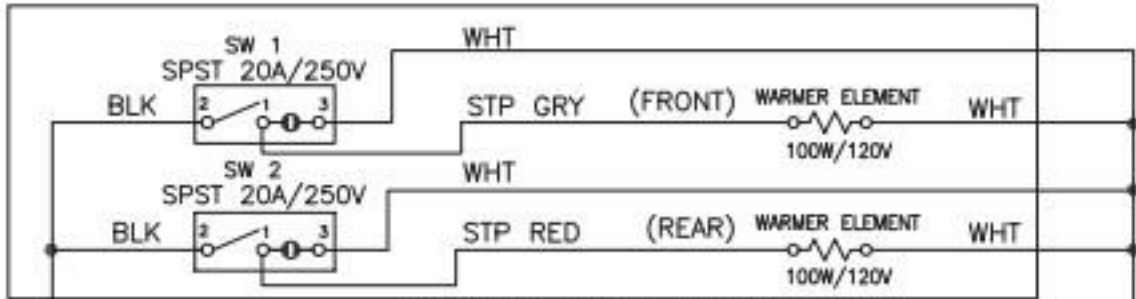 WHT
SW 1
SPST 20A/250V
BLK
2 1 3
STP GRY
(FRONT)
WARMER ELEMENT
WHT
100W/120V
SW 2
SPST 20A/250V
WHT
BLK
2 1 3
STP RED
(REAR)
WARMER ELEMENT
WHT
100W/120V